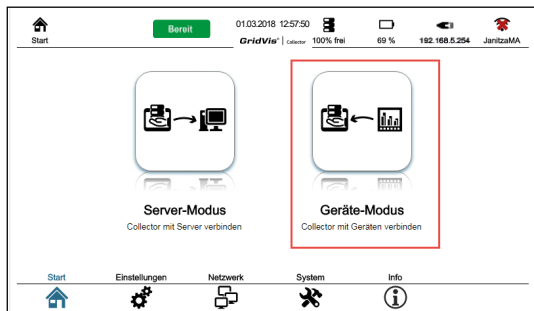 Start
Bereit
01.03.2018 12:57:50
GridVis® | Collector
100% frei
69 %
192.168.5.254
JanitzaMA
Server-Modus
Collector mit Server verbinden
Geräte-Modus
Collector mit Geräten verbinden
Start
Einstellungen
Netzwerk
System
Info